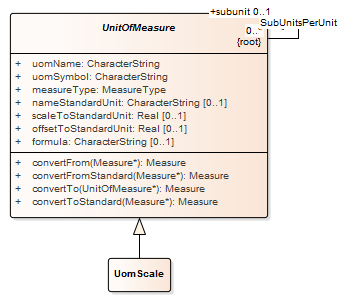 +subunit 0..1
SubUnitsPerUnit
UnitOfMeasure
0..*
{root}
+ uomName: CharacterString
+ uomSymbol: CharacterString
+ measureType: MeasureType
+ nameStandardUnit: CharacterString [0..1]
+ scaleToStandardUnit: Real [0..1]
+ offsetToStandardUnit: Real [0..1]
+ formula: CharacterString [0..1]
+ convertFrom(Measure*): Measure
+ convertFromStandard(Measure*): Measure
+ convertTo(UnitOfMeasure*): Measure
+ convertToStandard(Measure*): Measure
UomScale